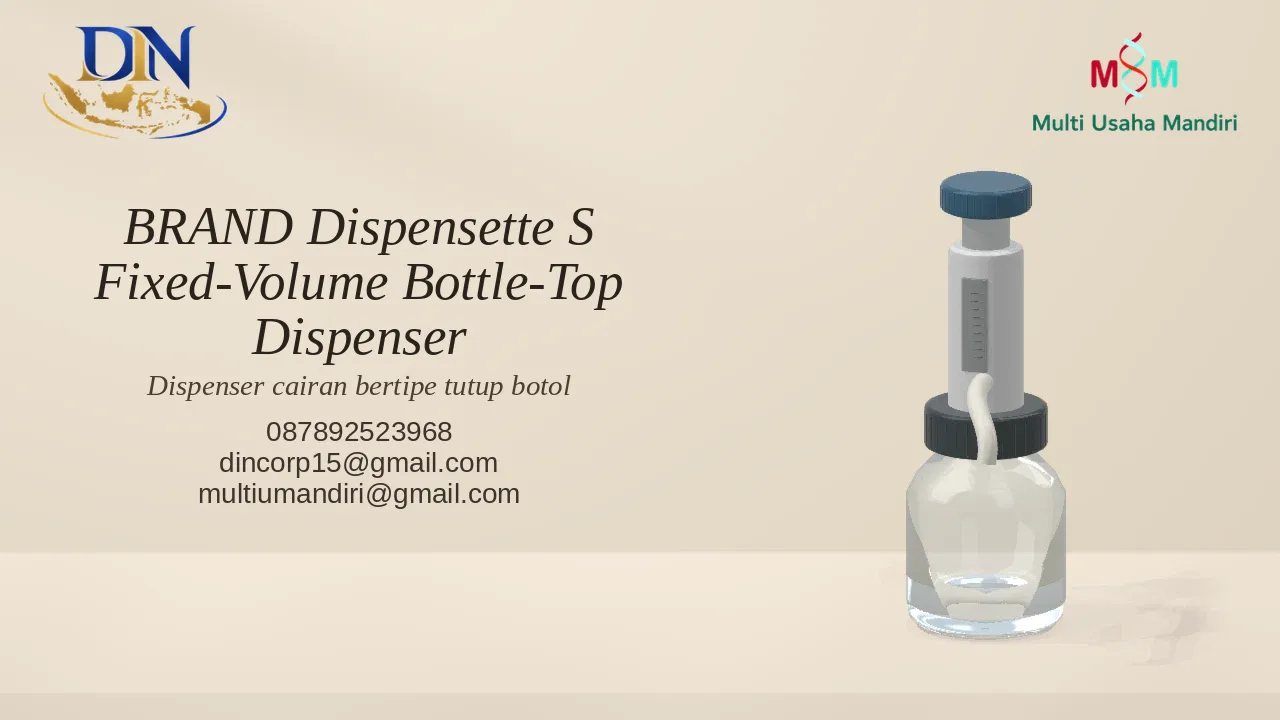 DIN
MSM
Multi Usaha Mandiri
BRAND Dispensette S
Fixed-Volume Bottle-Top
Dispenser
Dispenser cairan bertipe tutup botol
087892523968
dincorp15@gmail.com
multiumandiri@gmail.com